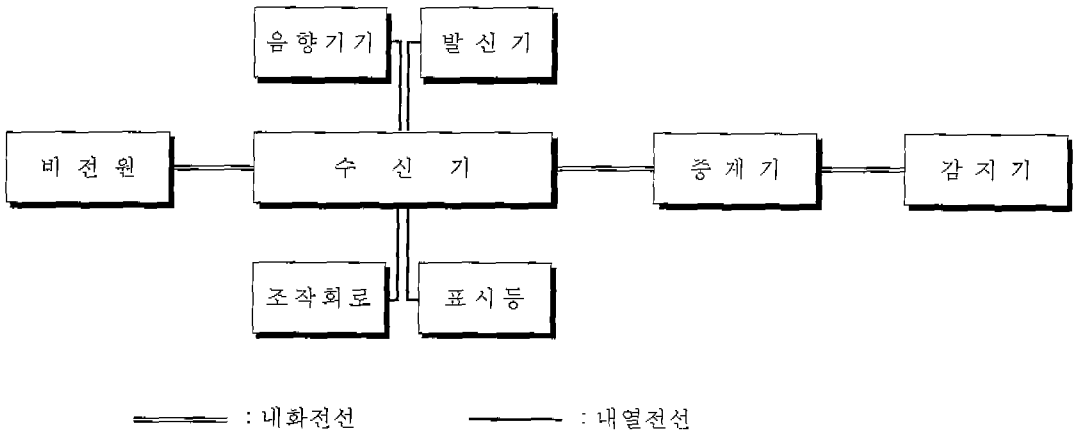 음향기기 발신기
비전원 수신기 중게기 감지기
조작회로 표시등
: 내화전선 : 내열전선